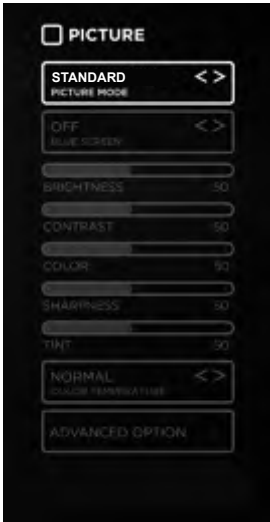 PICTURE
STANDARD < >
PICTURE MODE
OFF < >
BLUE SCREEN
BRIGHTNESS 50
CONTRAST 50
COLOR 50
SHARPNESS 50
TINT 50
NORMAL < >
COLOR TEMPERATURE
ADVANCED OPTION